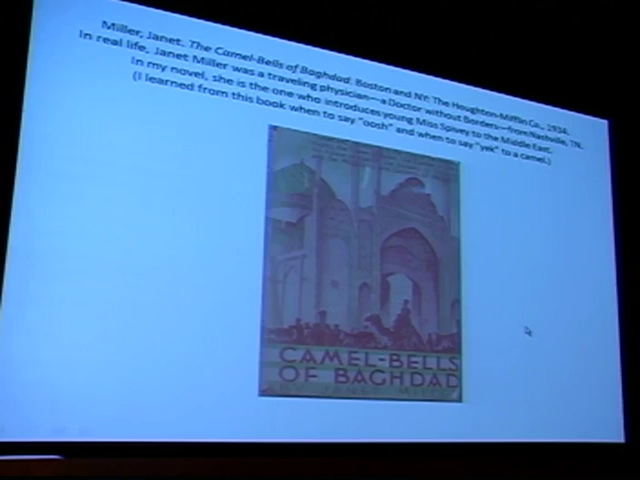 Miller, Janet. The Camel-Bells of Baghdad. Boston and NY: The Houghton-Mifflin Co., 1934.
In real life, Janet Miller was a traveling physician—a Doctor without Borders—from Nashville, TN.
In my novel, she is the one who introduces young Miss Spivey to the Middle East.
(I learned from this book when to say "oosh" and when to say "yek" to a camel.)
CAMEL-BELLS
OF BAGHDAD
JANET MILLER